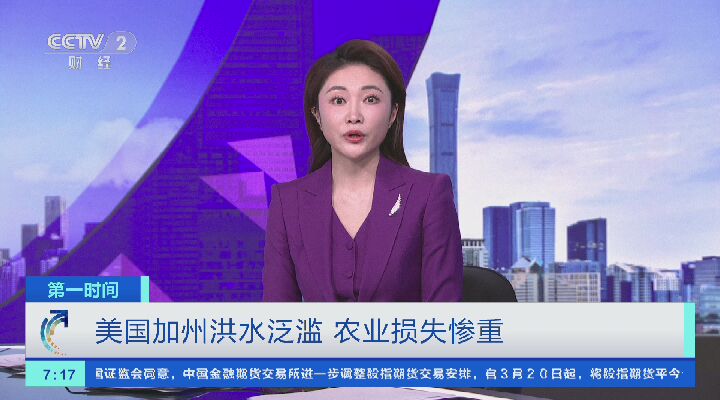 CCTV 2
财经
第一时间
美国加州洪水泛滥 农业损失惨重
7:17
国证监会同意，中国金融期货交易所进一步调整股指期货交易安排，自3月20日起，将股指期货平今